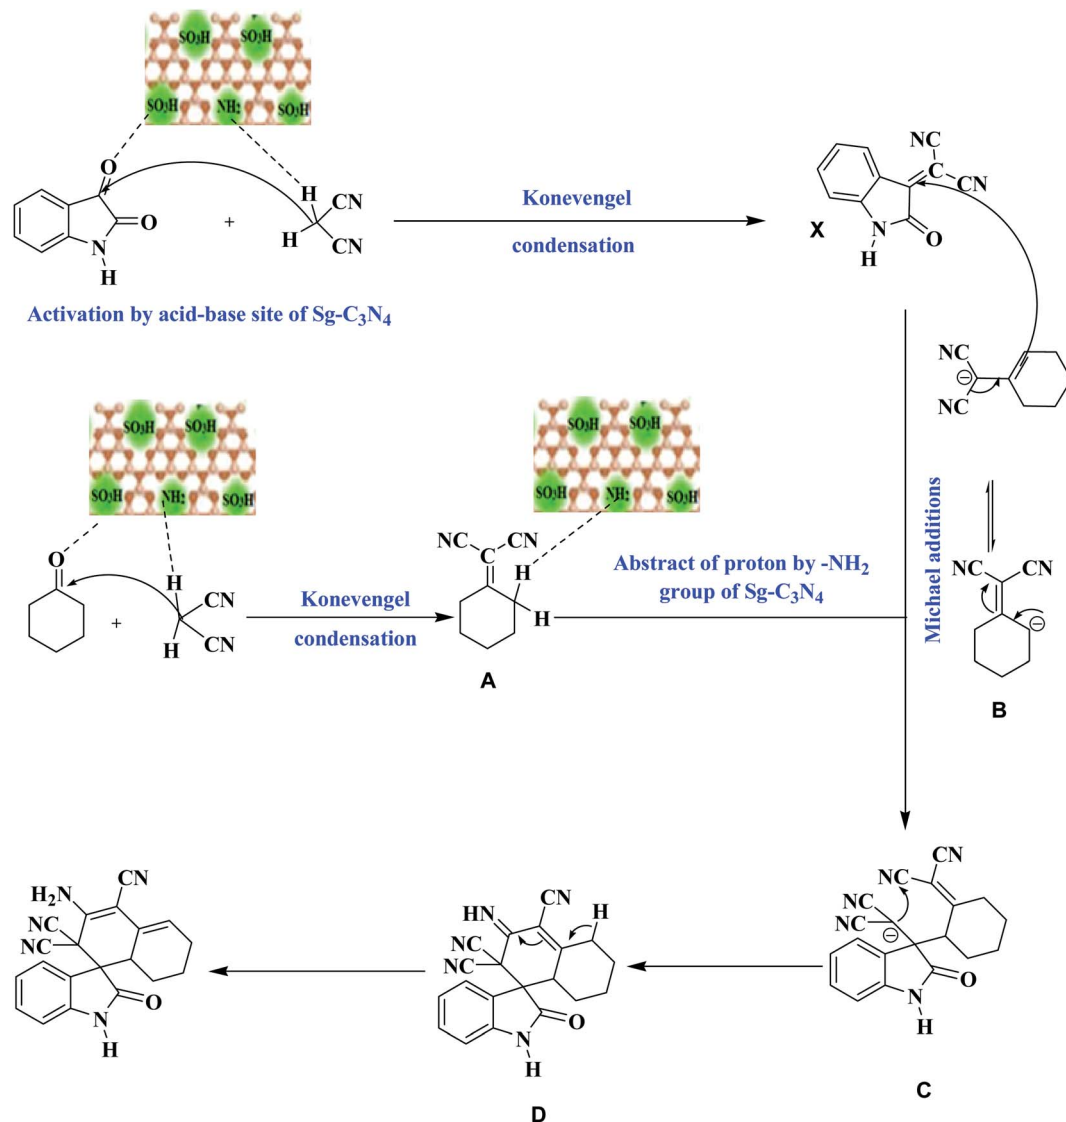 SO3H SO3H
SO3H NH2 SO3H
O
O
N
H
+
H
H
CN
CN
Konevengel
condensation
NC
C
CN
X
N
H
O
Activation by acid-base site of Sg-C3N4
NC
NC
SO3H SO3H
SO3H NH2 SO3H
SO3H SO3H
SO3H NH2 SO3H
O
+
H
H
CN
CN
Konevengel
condensation
NC
CN
C
H
H
A
Abstract of proton by -NH2
group of Sg-C3N4
Michael additions
NC
CN
B
H2N
CN
NC
NC
O
N
H
HN
CN
H
NC
NC
O
N
H
D
CN
NC
NC
NC
C
O
N
H
C